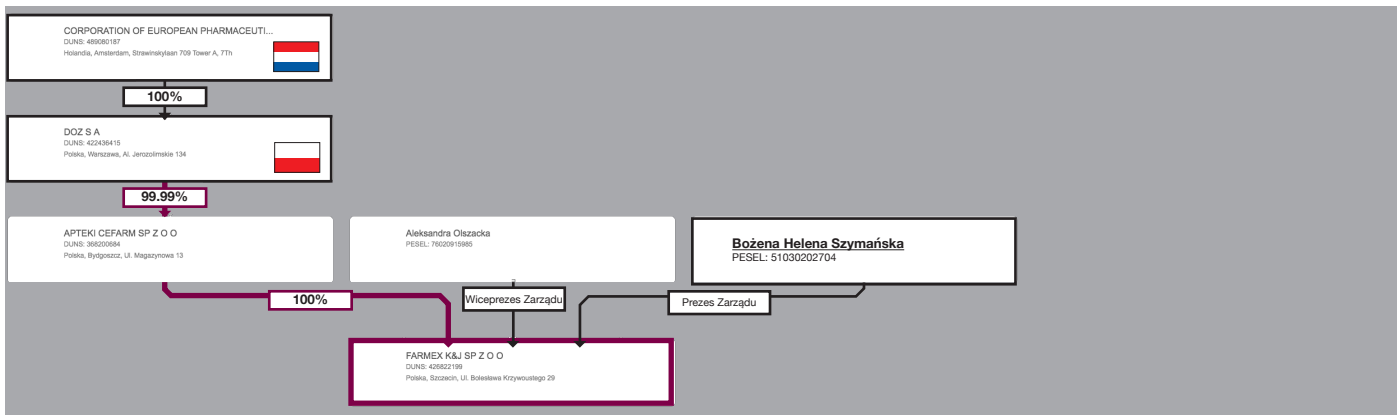 CORPORATION OF EUROPEAN PHARMACEUTI...
DUNS: 489080187
Holandia, Amsterdam, Strawinskylaan 709 Tower A, 7Th
100%
DOZ S A
DUNS: 422436415
Polska, Warszawa, Al. Jerozolimskie 134
99.99%
APTEKI CEFARM SP Z O O
DUNS: 368200684
Polska, Bydgoszcz, Ul. Magazynowa 13
Aleksandra Olszacka
PESEL: 76020915985
Bożena Helena Szymańska
PESEL: 51030202704
100%
Wiceprezes Zarządu
Prezes Zarządu
FARMEX K&J SP Z O O
DUNS: 426822199
Polska, Szczecin, Ul. Bolesława Krzywoustego 29